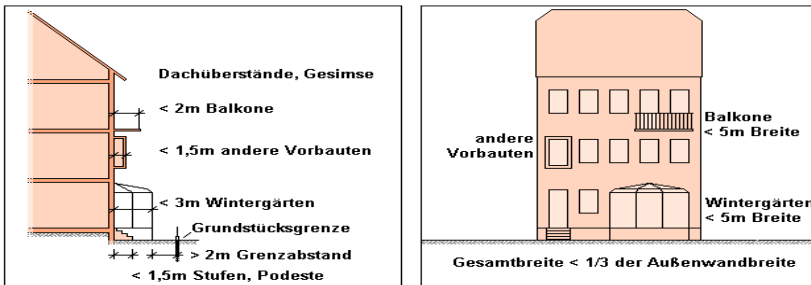 Dachüberstände, Gesimse
< 2m Balkone
< 1,5m andere Vorbauten
< 3m Wintergärten
Grundstücksgrenze
> 2m Grenzabstand
< 1,5m Stufen, Podeste
andere
Vorbauten
Balkone
< 5m Breite
Wintergärten
< 5m Breite
Gesamtbreite < 1/3 der Außenwandbreite